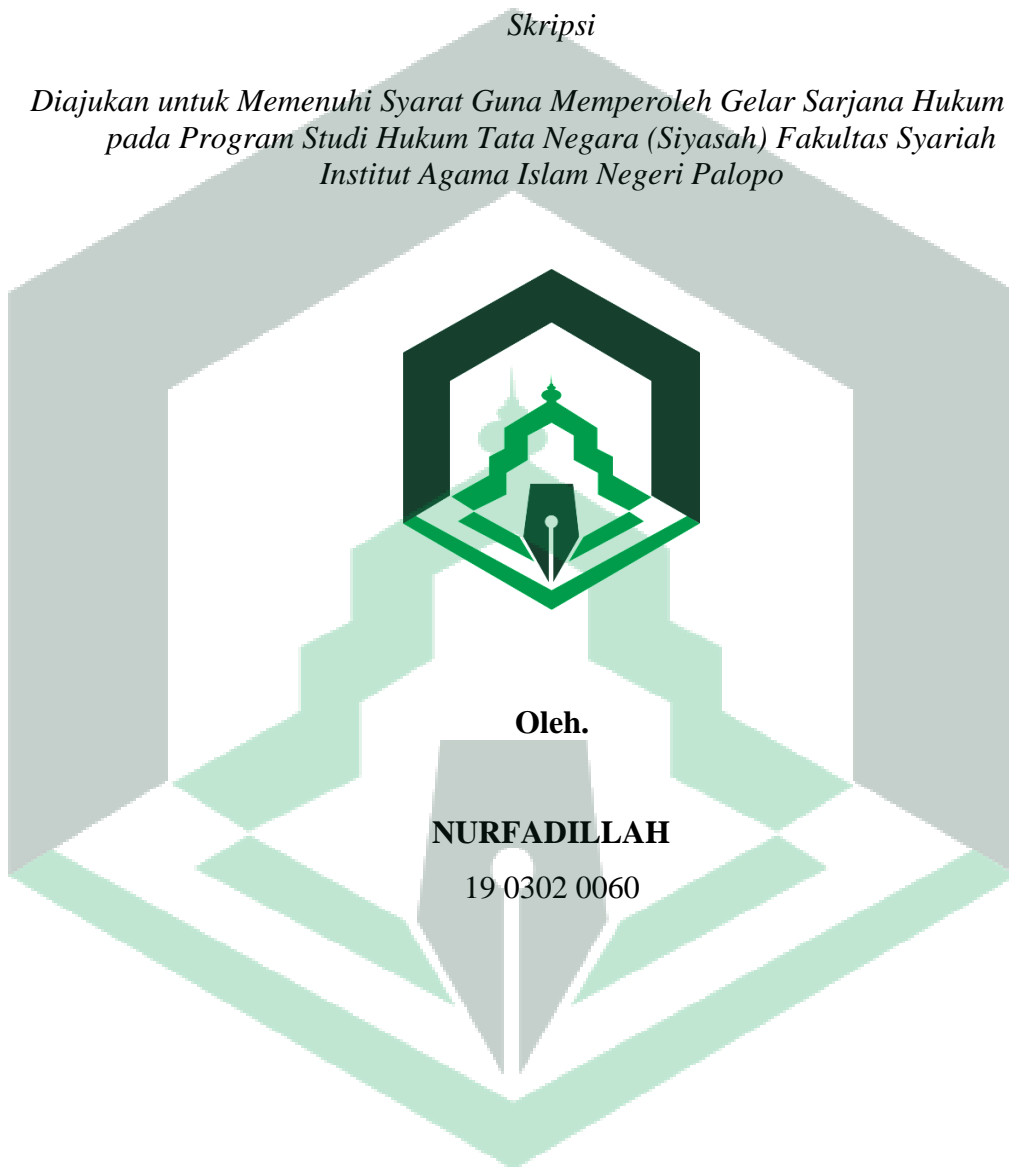 Skripsi
Diajukan untuk Memenuhi Syarat Guna Memperoleh Gelar Sarjana Hukum
pada Program Studi Hukum Tata Negara (Siyasah) Fakultas Syariah
Institut Agama Islam Negeri Palopo
Oleh.
NURFADILLAH
19 0302 0060